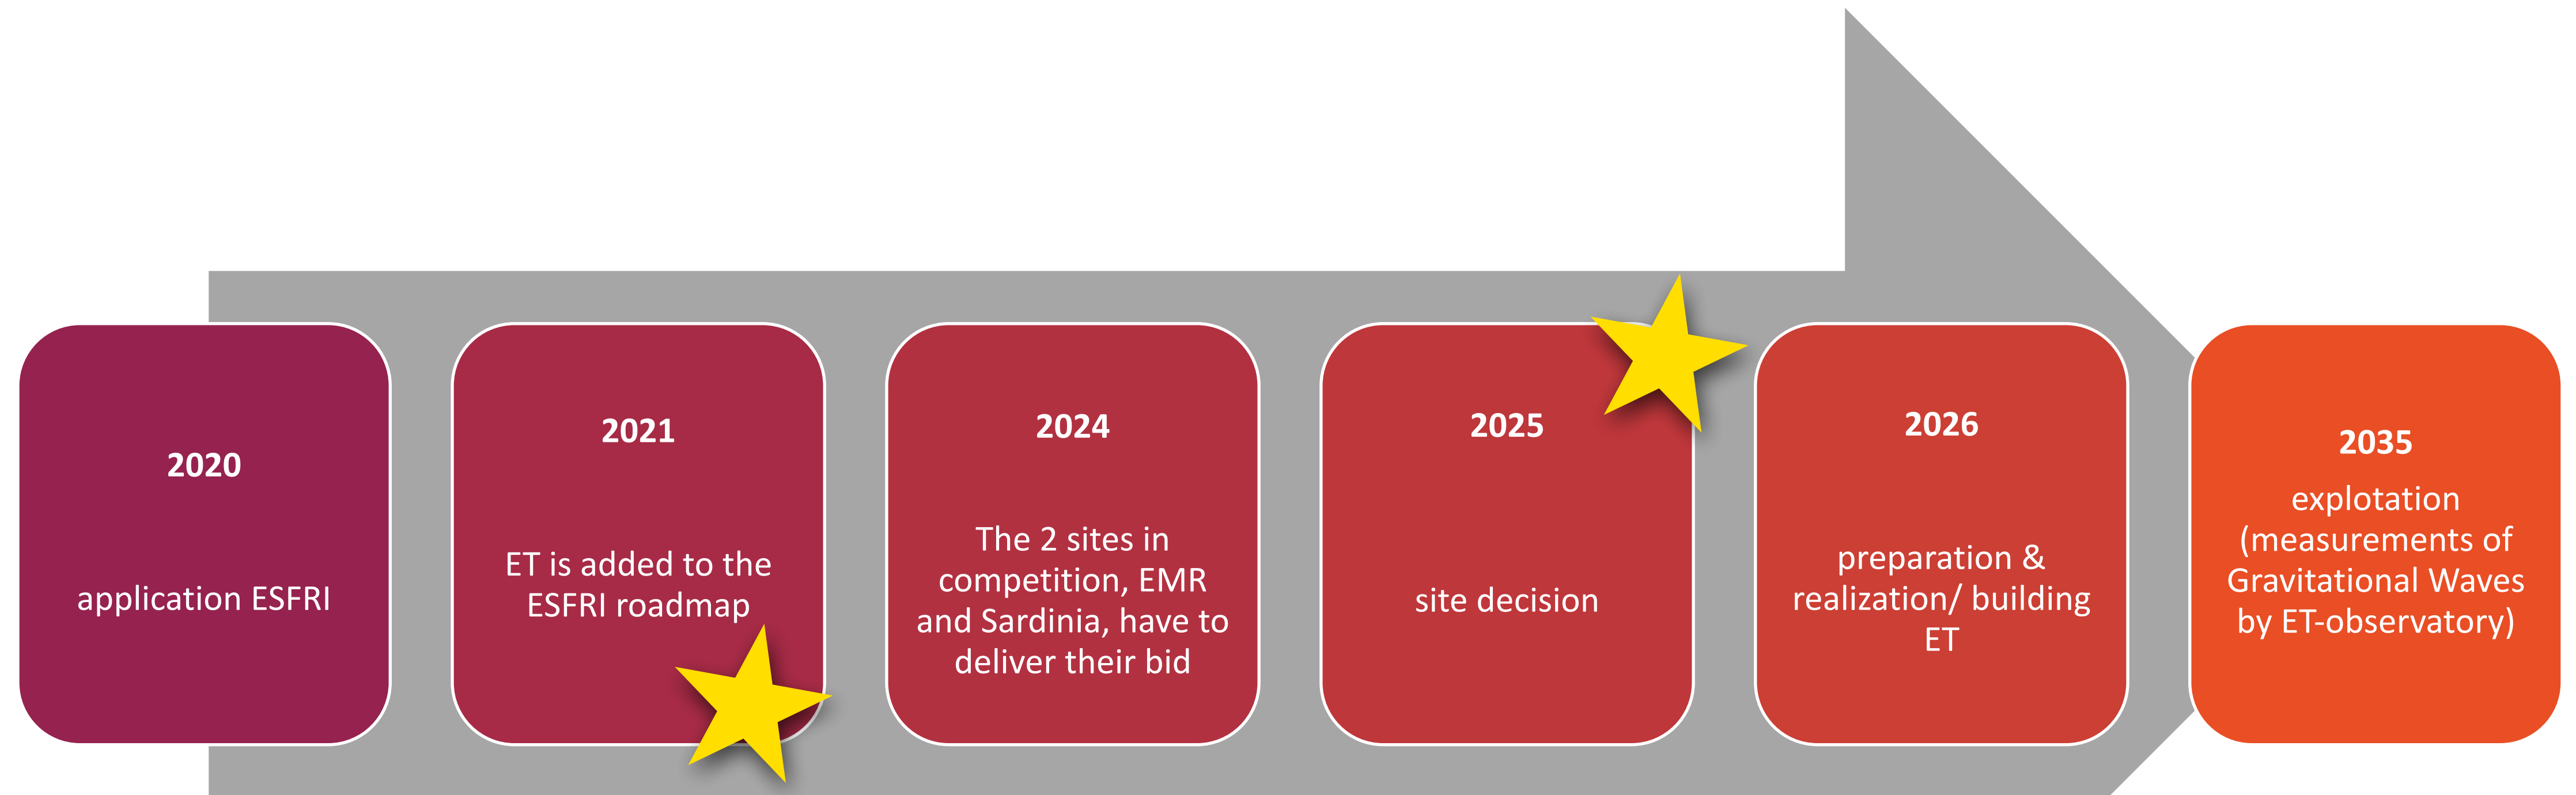 2020
application ESFRI
2021
ET is added to the
ESFRI roadmap
2024
The 2 sites in
competition, EMR
and Sardinia, have to
deliver their bid
2025
site decision
2026
preparation &
realization/ building
ET
2035
explotation
(measurements of
Gravitational Waves
by ET-observatory)